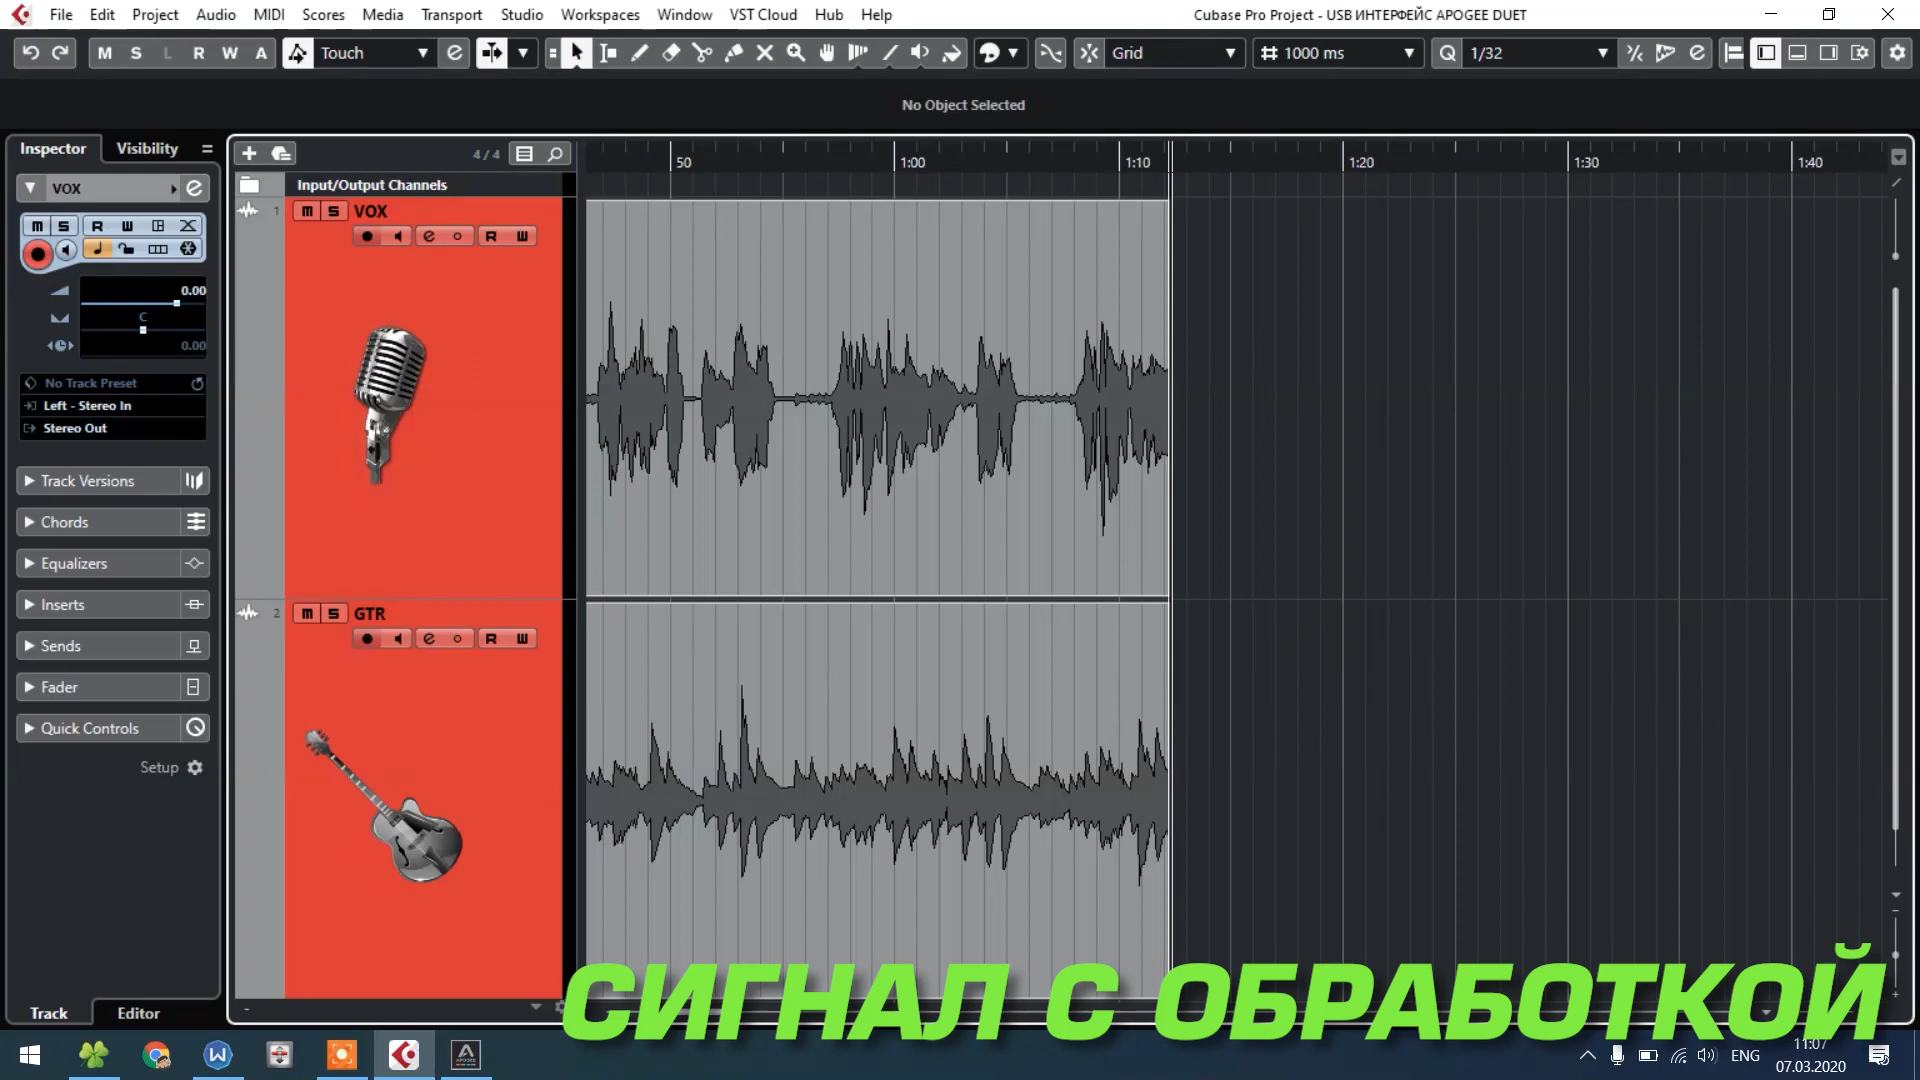 File Edit Project Audio MIDI Scores Media Transport Studio Workspaces Window VST Cloud Hub Help
Cubase Pro Project - USB ИНТЕРФЕЙС APOGEE DUET
M S L R W A Touch Grid 1000 ms Q 1/32
No Object Selected
Inspector Visibility
4 / 4
50 1:00 1:10 1:20 1:30 1:40
VOX
Input/Output Channels
1 M S VOX
R W
M S R W
0.00
C
0.00
No Track Preset
Left - Stereo In
Stereo Out
Track Versions
Chords
Equalizers
Inserts
2 M S GTR
R W
Sends
Fader
Quick Controls
Setup
СИГНАЛ С ОБРАБОТКОЙ
Track Editor
ENG
11:07
07.03.2020